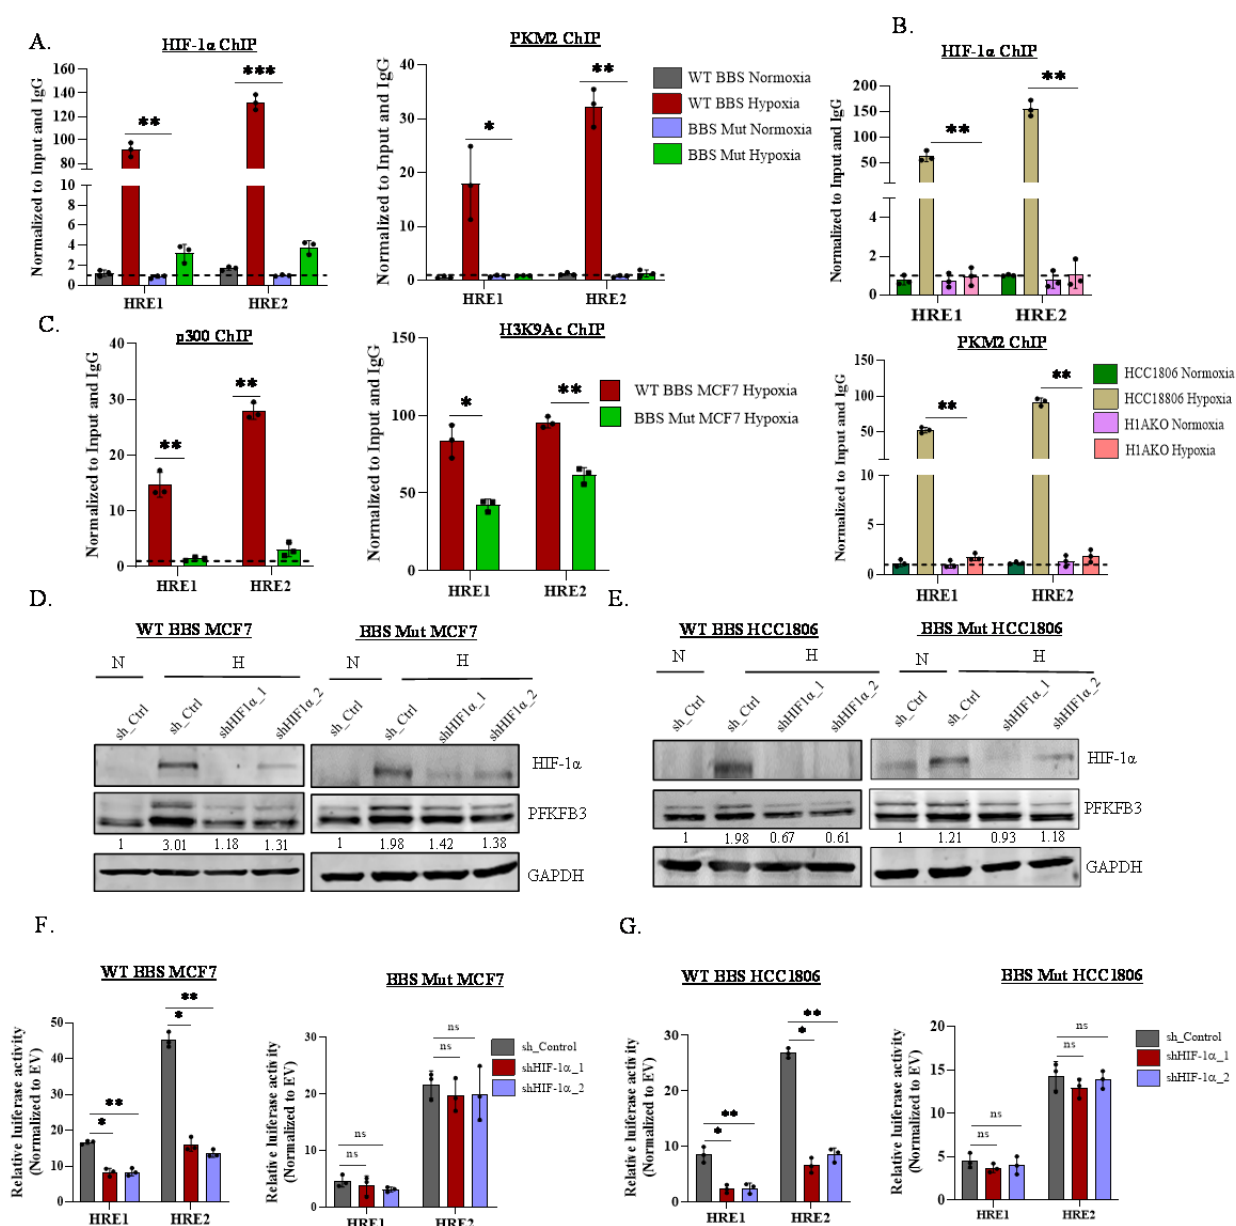 A.
HIF-1α ChIP
Normalized to Input and IgG
160
140
120
100
80
10
8
6
4
2
0
**
***
HRE1
HRE2
PKM2 ChIP
Normalized to Input and IgG
40
30
20
10
0
*
**
HRE1
HRE2
WT BBS Normoxia
WT BBS Hypoxia
BBS Mut Normoxia
BBS Mut Hypoxia
B.
HIF-1α ChIP
Normalized to Input and IgG
200
150
100
50
4
2
0
**
**
HRE1
HRE2
PKM2 ChIP
Normalized to Input and IgG
150
100
50
10
5
0
**
**
HRE1
HRE2
HCC1806 Normoxia
HCC18806 Hypoxia
H1AKO Normoxia
H1AKO Hypoxia
C.
p300 ChIP
Normalized to Input and IgG
40
30
20
10
0
**
**
HRE1
HRE2
H3K9Ac ChIP
Normalized to Input and IgG
150
100
50
0
*
**
HRE1
HRE2
WT BBS MCF7 Hypoxia
BBS Mut MCF7 Hypoxia
D.
WT BBS MCF7
BBS Mut MCF7
N
H
N
H
sh_Ctrl
sh_Ctrl
shHIF1α_1
shHIF1α_2
sh_Ctrl
sh_Ctrl
shHIF1α_1
shHIF1α_2
HIF-1α
PFKFB3
1 3.01 1.18 1.31 1 1.98 1.42 1.38
GAPDH
E.
WT BBS HCC1806
BBS Mut HCC1806
N
H
N
H
sh_Ctrl
sh_Ctrl
shHIF1α_1
shHIF1α_2
sh_Ctrl
sh_Ctrl
shHIF1α_1
shHIF1α_2
HIF-1α
PFKFB3
1 1.98 0.67 0.61 1 1.21 0.93 1.18
GAPDH
F.
WT BBS MCF7
Relative luciferase activity
(Normalized to EV)
50
40
30
20
10
0
**
*
**
*
HRE1
HRE2
BBS Mut MCF7
Relative luciferase activity
(Normalized to EV)
30
20
10
0
ns
ns
ns
ns
HRE1
HRE2
sh_Control
shHIF-1α_1
shHIF-1α_2
G.
WT BBS HCC1806
Relative luciferase activity
(Normalized to EV)
30
20
10
0
**
*
**
*
HRE1
HRE2
BBS Mut HCC1806
Relative luciferase activity
(Normalized to EV)
20
15
10
5
0
ns
ns
ns
ns
HRE1
HRE2
sh_Control
shHIF-1α_1
shHIF-1α_2